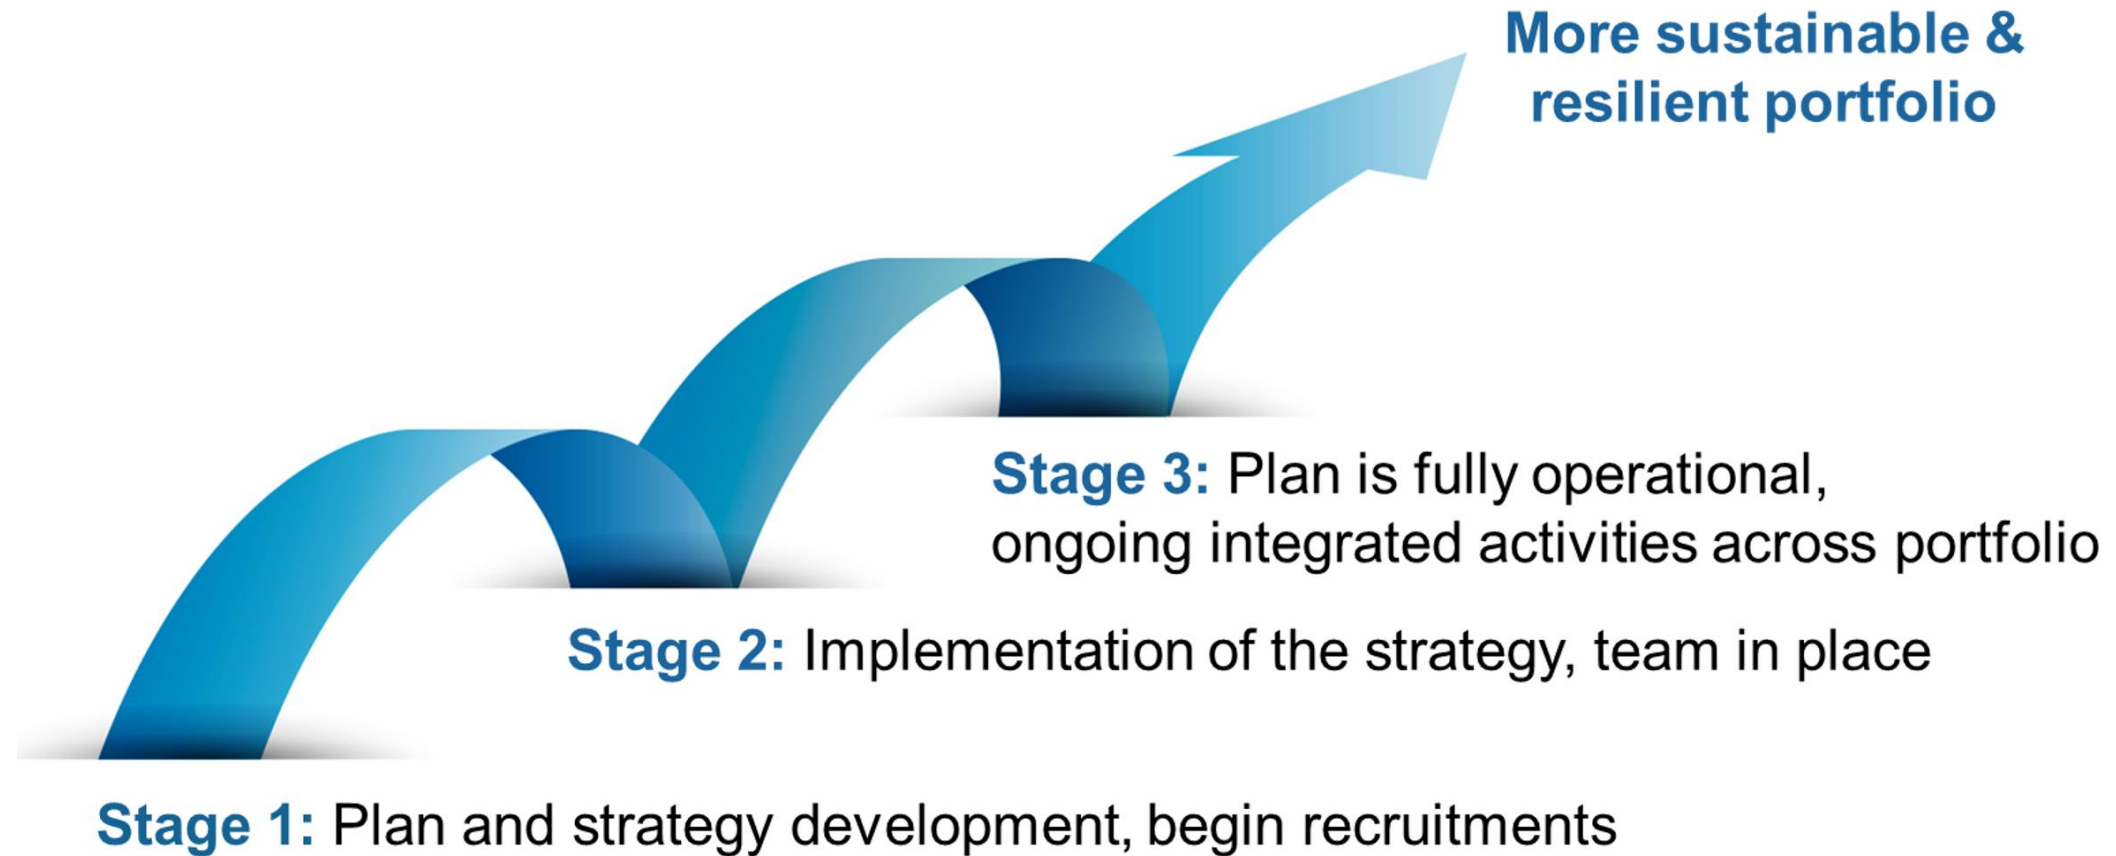 More sustainable &
resilient portfolio
Stage 3: Plan is fully operational,
ongoing integrated activities across portfolio
Stage 2: Implementation of the strategy, team in place
Stage 1: Plan and strategy development, begin recruitments